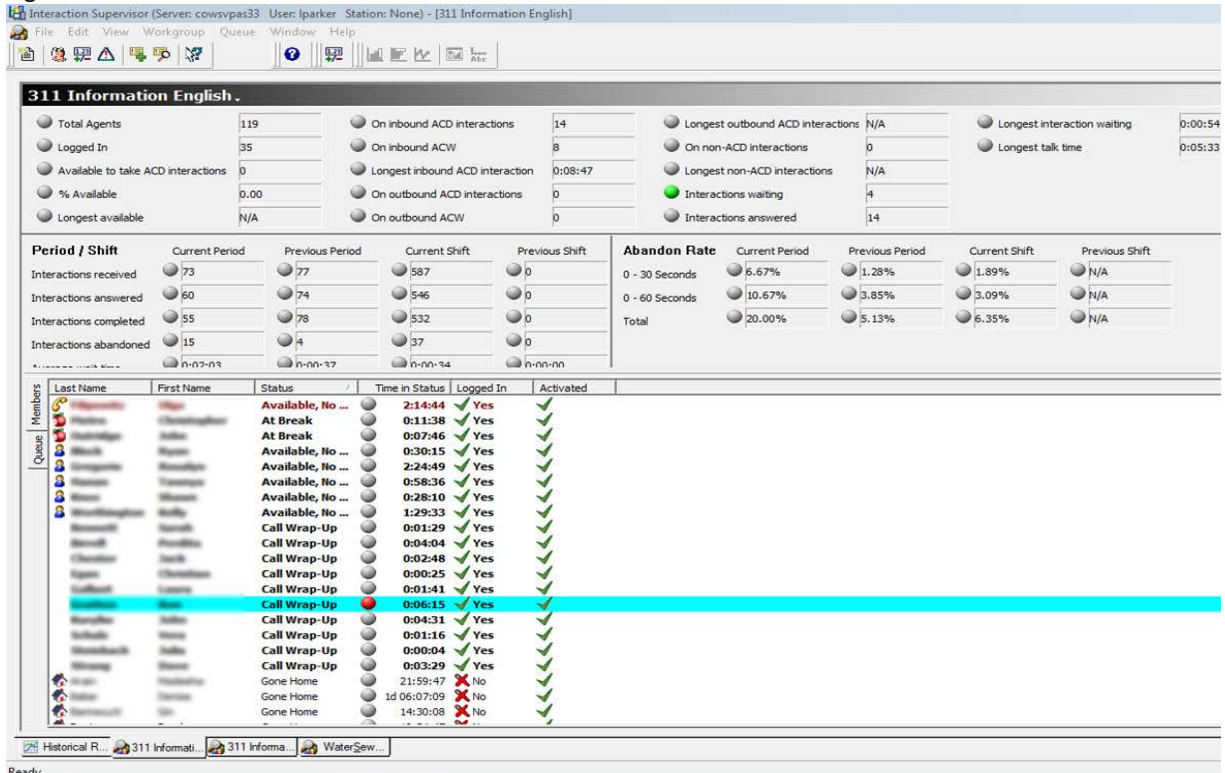 Interaction Supervisor (Server: cowsvpas33 User: lparker Station: None) - [311 Information English]
File Edit View Workgroup Queue Window Help
311 Information English
Total Agents 119 On inbound ACD interactions 14 Longest outbound ACD interactions N/A Longest interaction waiting 0:00:54
Logged In 35 On inbound ACW 8 On non-ACD interactions 0 Longest talk time 0:05:33
Available to take ACD interactions 0 Longest inbound ACD interaction 0:08:47 Longest non-ACD interactions N/A
% Available 0.00 On outbound ACD interactions 0 Interactions waiting 4
Longest available N/A On outbound ACW 0 Interactions answered 14
Period / Shift Current Period Previous Period Current Shift Previous Shift Abandon Rate Current Period Previous Period Current Shift Previous Shift
Interactions received 73 77 587 0 0 - 30 Seconds 6.67% 1.28% 1.89% N/A
Interactions answered 60 74 546 0 0 - 60 Seconds 10.67% 3.85% 3.09% N/A
Interactions completed 55 78 532 0 Total 20.00% 5.13% 6.35% N/A
Interactions abandoned 15 4 37 0
Average wait time 0:02:03 0:00:37 0:00:34 0:00:00
Members
Queue
Last Name First Name Status / Time in Status Logged In Activated
Available, No ... 2:14:44 Yes
At Break 0:11:38 Yes
At Break 0:07:46 Yes
Available, No ... 0:30:15 Yes
Available, No ... 2:24:49 Yes
Available, No ... 0:58:36 Yes
Available, No ... 0:28:10 Yes
Available, No ... 1:29:33 Yes
Call Wrap-Up 0:01:29 Yes
Call Wrap-Up 0:04:04 Yes
Call Wrap-Up 0:02:48 Yes
Call Wrap-Up 0:00:25 Yes
Call Wrap-Up 0:01:41 Yes
Call Wrap-Up 0:06:15 Yes
Call Wrap-Up 0:04:31 Yes
Call Wrap-Up 0:01:16 Yes
Call Wrap-Up 0:00:04 Yes
Call Wrap-Up 0:03:29 Yes
Gone Home 21:59:47 No
Gone Home 1d 06:07:09 No
Gone Home 14:30:08 No
Historical R... 311 Informati... 311 Informa... WaterSew...
Ready